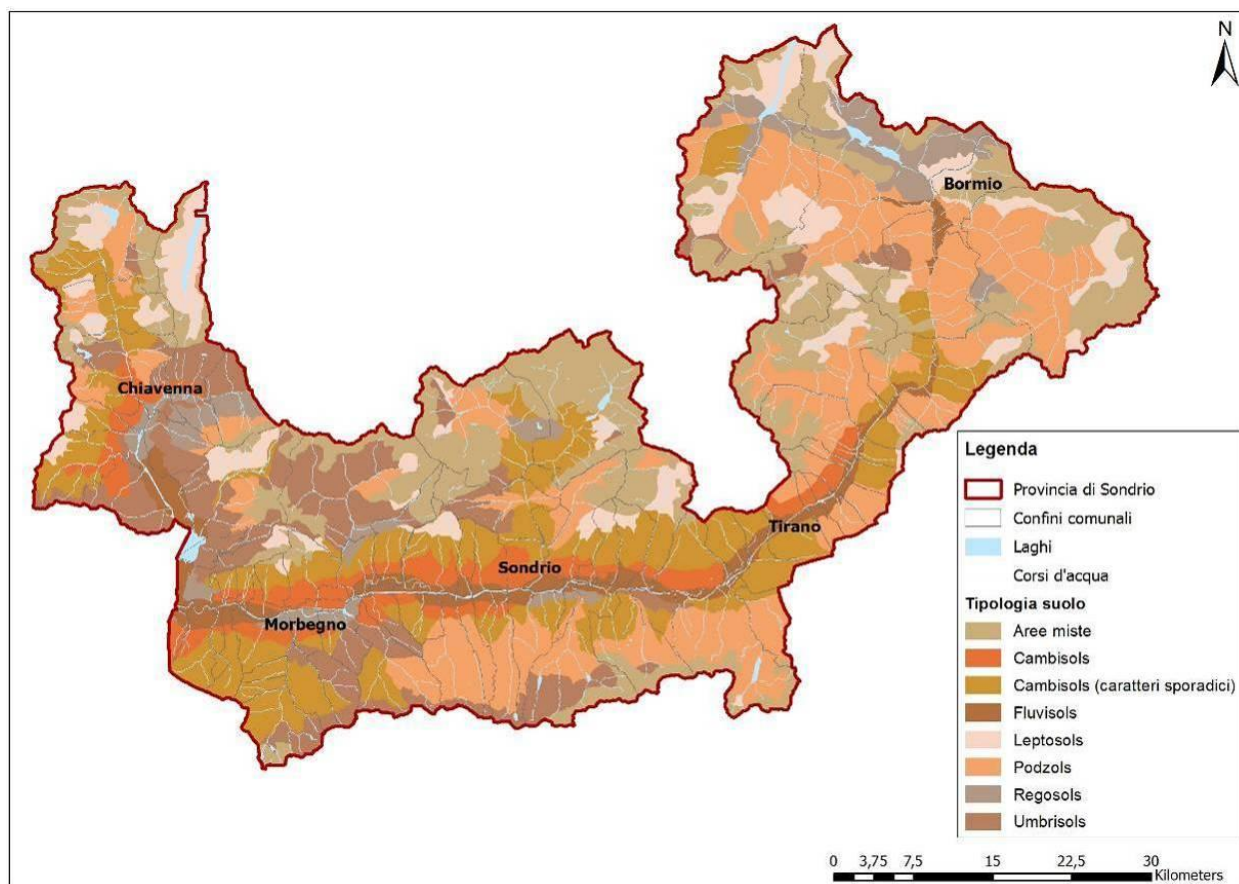 N
Bormio
Chiavenna
Tirano
Sondrio
Morbegno
Legenda
Provincia di Sondrio
Confini comunali
Laghi
Corsi d'acqua
Tipologia suolo
Aree miste
Cambisols
Cambisols (caratteri sporadici)
Fluvisols
Leptosols
Podzols
Regosols
Umbrisols
0 3,75 7,5 15 22,5 30
Kilometers